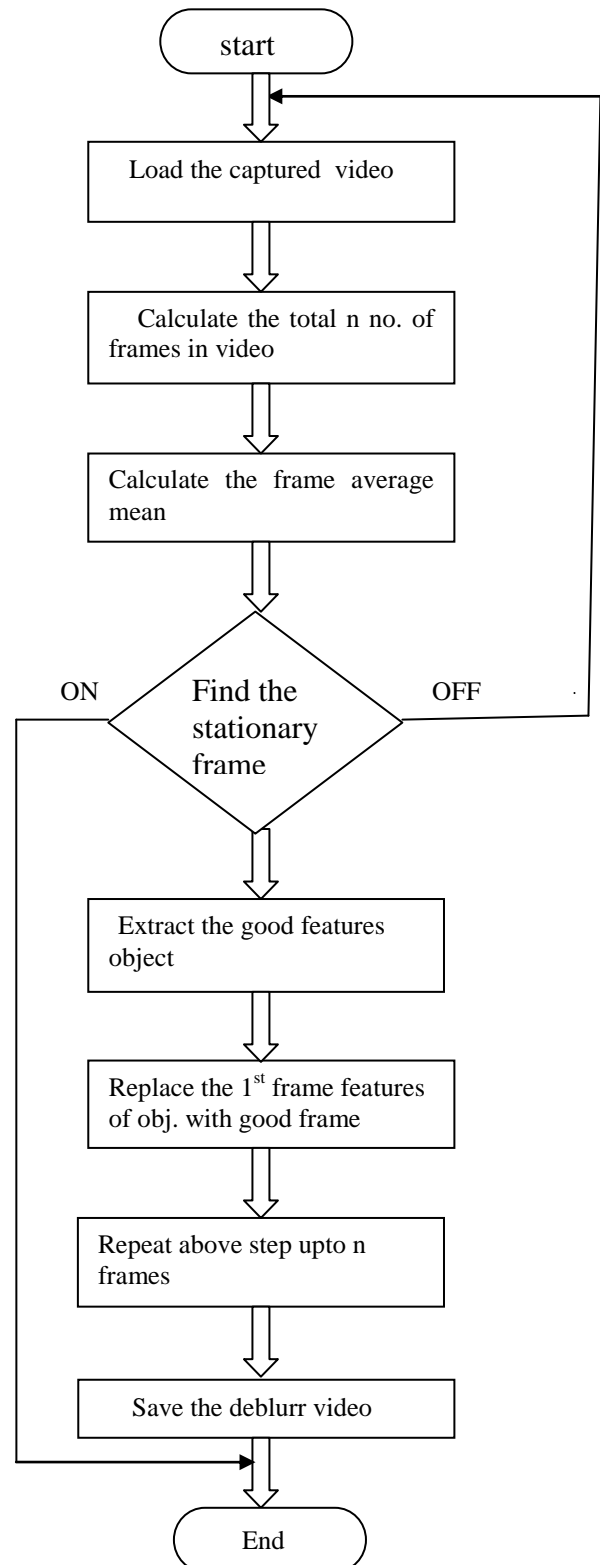 start
Load the captured video
Calculate the total n no. of
frames in video
Calculate the frame average
mean
ON
Find the
stationary
frame
OFF
Extract the good features
object
Replace the 1st frame features
of obj. with good frame
Repeat above step upto n
frames
Save the deblurr video
End